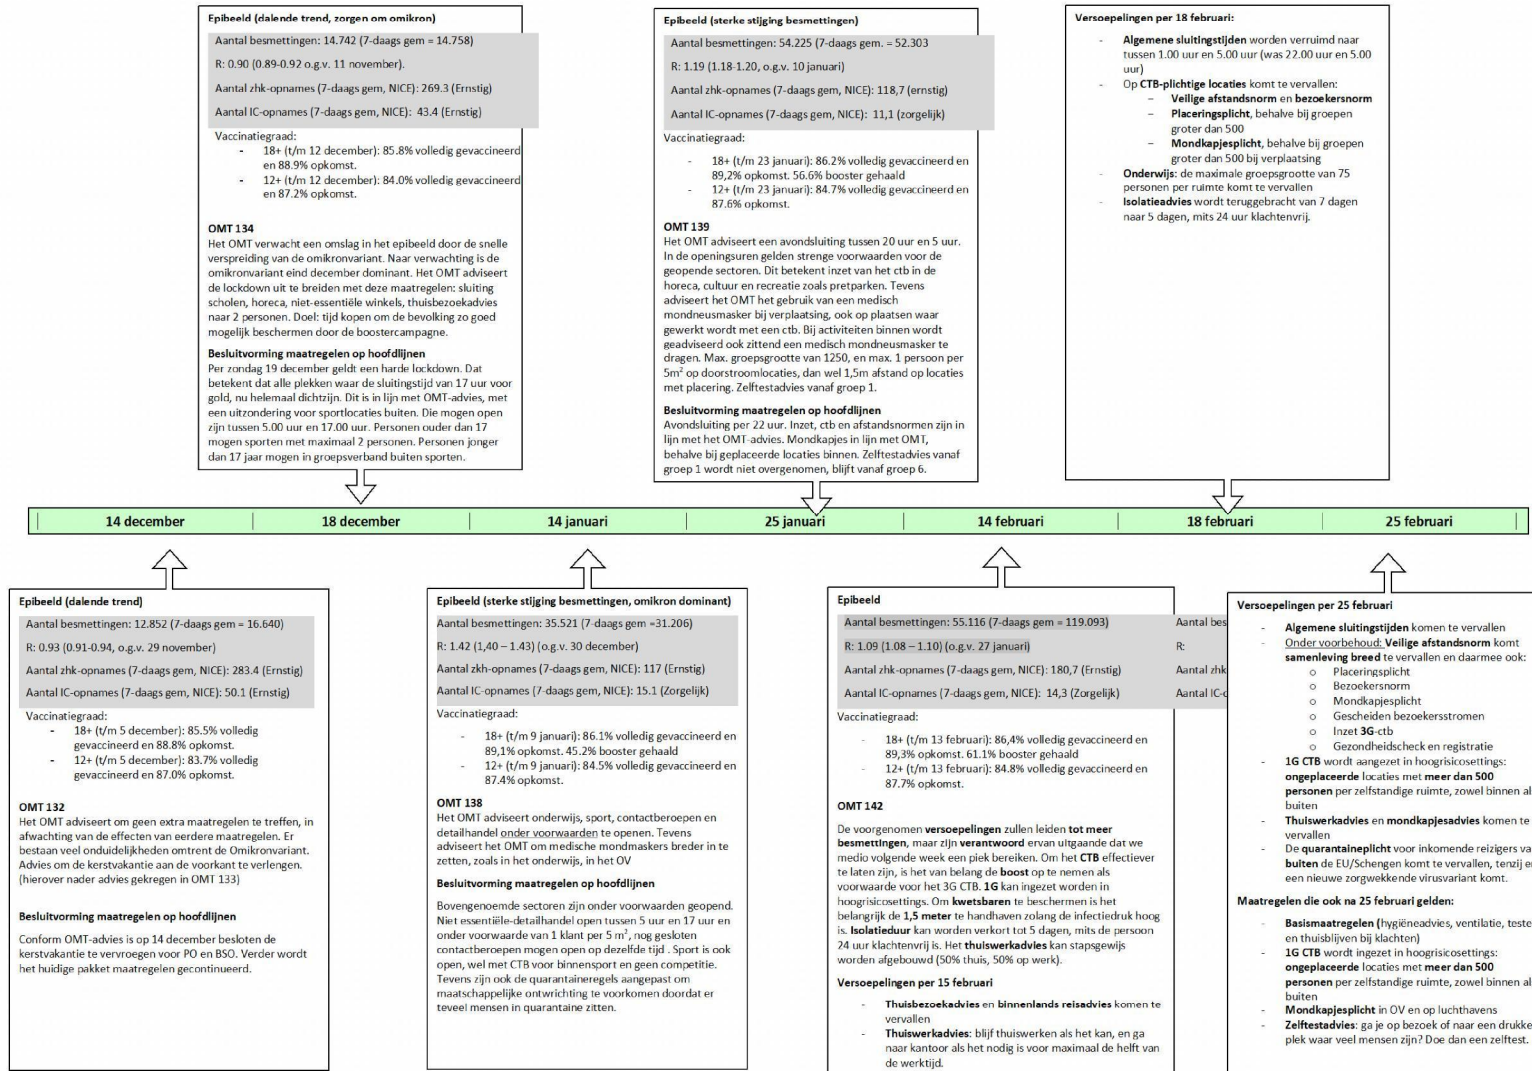 Epibeeld (dalende trend, zorgen om omikron)
Aantal besmettingen: 14.742 (7-daags gem = 14.758)
R: 0.90 (0.89-0.92 o.g.v. 11 november).
Aantal zhk-opnames (7-daags gem, NICE): 269.3 (Ernstig)
Aantal IC-opnames (7-daags gem, NICE): 43.4 (Ernstig)
Vaccinatiegraad:
- 18+ (t/m 12 december): 85.8% volledig gevaccineerd
en 88.9% opkomst.
- 12+ (t/m 12 december): 84.0% volledig gevaccineerd
en 87.2% opkomst.
OMT 134
Het OMT verwacht een omslag in het epibeeld door de snelle
verspreiding van de omikronvariant. Naar verwachting is de
omikronvariant eind december dominant. Het OMT adviseert
de lockdown uit te breiden met deze maatregelen: sluiting
scholen, horeca, niet-essentiële winkels, thuisbezoekadvies
naar 2 personen. Doel: tijd kopen om de bevolking zo goed
mogelijk beschermen door de boostercampagne.
Besluitvorming maatregelen op hoofdlijnen
Per zondag 19 december geldt een harde lockdown. Dat
betekent dat alle plekken waar de sluitingstijd van 17 uur voor
gold, nu helemaal dichtzijn. Dit is in lijn met OMT-advies, met
een uitzondering voor sportlocaties buiten. Die mogen open
zijn tussen 5.00 uur en 17.00 uur. Personen ouder dan 17
mogen sporten met maximaal 2 personen. Personen jonger
dan 17 jaar mogen in groepsverband buiten sporten.
Epibeeld (sterke stijging besmettingen)
Aantal besmettingen: 54.225 (7-daags gem. = 52.303
R: 1.19 (1.18-1.20, o.g.v. 10 januari)
Aantal zhk-opnames (7-daags gem, NICE): 118,7 (ernstig)
Aantal IC-opnames (7-daags gem, NICE): 11,1 (zorgelijk)
Vaccinatiegraad:
- 18+ (t/m 23 januari): 86.2% volledig gevaccineerd en
89,2% opkomst. 56.6% booster gehaald
- 12+ (t/m 23 januari): 84.7% volledig gevaccineerd en
87.6% opkomst.
OMT 139
Het OMT adviseert een avondsluiting tussen 20 uur en 5 uur.
In de openingsuren gelden strenge voorwaarden voor de
geopende sectoren. Dit betekent inzet van het ctb in de
horeca, cultuur en recreatie zoals pretparken. Tevens
adviseert het OMT het gebruik van een medisch
mondneusmasker bij verplaatsing, ook op plaatsen waar
gewerkt wordt met een ctb. Bij activiteiten binnen wordt
geadviseerd ook zittend een medisch mondneusmasker te
dragen. Max. groepsgrootte van 1250, en max. 1 persoon per
5m² op doorstroomlocaties, dan wel 1,5m afstand op locaties
met placering. Zelftestadvies vanaf groep 1.
Besluitvorming maatregelen op hoofdlijnen
Avondsluiting per 22 uur. Inzet, ctb en afstandsnormen zijn in
lijn met het OMT-advies. Mondkapjes in lijn met OMT,
behalve bij geplaceerde locaties binnen. Zelftestadvies vanaf
groep 1 wordt niet overgenomen, blijft vanaf groep 6.
Versoepelingen per 18 februari:
- Algemene sluitingstijden worden verruimd naar
tussen 1.00 uur en 5.00 uur (was 22.00 uur en 5.00
uur)
- Op CTB-plichtige locaties komt te vervallen:
– Veilige afstandsnorm en bezoekersnorm
– Placeringsplicht, behalve bij groepen
groter dan 500
– Mondkapjesplicht, behalve bij groepen
groter dan 500 bij verplaatsing
- Onderwijs: de maximale groepsgrootte van 75
personen per ruimte komt te vervallen
- Isolatieadvies wordt teruggebracht van 7 dagen
naar 5 dagen, mits 24 uur klachtenvrij.
14 december
18 december
14 januari
25 januari
14 februari
18 februari
25 februari
Epibeeld (dalende trend)
Aantal besmettingen: 12.852 (7-daags gem = 16.640)
R: 0.93 (0.91-0.94, o.g.v. 29 november)
Aantal zhk-opnames (7-daags gem, NICE): 283.4 (Ernstig)
Aantal IC-opnames (7-daags gem, NICE): 50.1 (Ernstig)
Vaccinatiegraad:
- 18+ (t/m 5 december): 85.5% volledig
gevaccineerd en 88.8% opkomst.
- 12+ (t/m 5 december): 83.7% volledig
gevaccineerd en 87.0% opkomst.
OMT 132
Het OMT adviseert om geen extra maatregelen te treffen, in
afwachting van de effecten van eerdere maatregelen. Er
bestaan veel onduidelijkheden omtrent de Omikronvariant.
Advies om de kerstvakantie aan de voorkant te verlengen.
(hierover nader advies gekregen in OMT 133)
Besluitvorming maatregelen op hoofdlijnen
Conform OMT-advies is op 14 december besloten de
kerstvakantie te vervroegen voor PO en BSO. Verder wordt
het huidige pakket maatregelen gecontinueerd.
Epibeeld (sterke stijging besmettingen, omikron dominant)
Aantal besmettingen: 35.521 (7-daags gem =31.206)
R: 1.42 (1,40 – 1.43) (o.g.v. 30 december)
Aantal zkh-opnames (7-daags gem, NICE): 117 (Ernstig)
Aantal IC-opnames (7-daags gem, NICE): 15.1 (Zorgelijk)
Vaccinatiegraad:
- 18+ (t/m 9 januari): 86.1% volledig gevaccineerd en
89,1% opkomst. 45.2% booster gehaald
- 12+ (t/m 9 januari): 84.5% volledig gevaccineerd en
87.4% opkomst.
OMT 138
Het OMT adviseert onderwijs, sport, contactberoepen en
detailhandel onder voorwaarden te openen. Tevens
adviseert het OMT om medische mondmaskers breder in te
zetten, zoals in het onderwijs, in het OV
Besluitvorming maatregelen op hoofdlijnen
Bovengenoemde sectoren zijn onder voorwaarden geopend.
Niet essentiële-detailhandel open tussen 5 uur en 17 uur en
onder voorwaarde van 1 klant per 5 m², nog gesloten
contactberoepen mogen open op dezelfde tijd . Sport is ook
open, wel met CTB voor binnensport en geen competitie.
Tevens zijn ook de quarantaineregels aangepast om
maatschappelijke ontwrichting te voorkomen doordat er
teveel mensen in quarantaine zitten.
Epibeeld
Aantal besmettingen: 55.116 (7-daags gem = 119.093)
R: 1.09 (1.08 – 1.10) (o.g.v. 27 januari)
Aantal zhk-opnames (7-daags gem, NICE): 180,7 (Ernstig)
Aantal IC-opnames (7-daags gem, NICE): 14,3 (Zorgelijk)
Aantal bes
R:
Aantal zhk
Aantal IC-o
Vaccinatiegraad:
- 18+ (t/m 13 februari): 86,4% volledig gevaccineerd en
89,3% opkomst. 61.1% booster gehaald
- 12+ (t/m 13 februari): 84.8% volledig gevaccineerd en
87.7% opkomst.
OMT 142
De voorgenomen versoepelingen zullen leiden tot meer
besmettingen, maar zijn verantwoord ervan uitgaande dat we
medio volgende week een piek bereiken. Om het CTB effectiever
te laten zijn, is het van belang de boost op te nemen als
voorwaarde voor het 3G CTB. 1G kan ingezet worden in
hoogrisicosettings. Om kwetsbaren te beschermen is het
belangrijk de 1,5 meter te handhaven zolang de infectiedruk hoog
is. Isolatieduur kan worden verkort tot 5 dagen, mits de persoon
24 uur klachtenvrij is. Het thuiswerkadvies kan stapsgewijs
worden afgebouwd (50% thuis, 50% op werk).
Versoepelingen per 15 februari
- Thuisbezoekadvies en binnenlands reisadvies komen te
vervallen
- Thuiswerkadvies: blijf thuiswerken als het kan, en ga
naar kantoor als het nodig is voor maximaal de helft van
de werktijd.
Versoepelingen per 25 februari
- Algemene sluitingstijden komen te vervallen
- Onder voorbehoud: Veilige afstandsnorm komt
samenleving breed te vervallen en daarmee ook:
o Placeringsplicht
o Bezoekersnorm
o Mondkapjesplicht
o Gescheiden bezoekersstromen
o Inzet 3G-ctb
o Gezondheidscheck en registratie
- 1G CTB wordt aangezet in hoogrisicosettings:
ongeplaceerde locaties met meer dan 500
personen per zelfstandige ruimte, zowel binnen al
buiten
- Thuiswerkadvies en mondkapjesadvies komen te
vervallen
- De quarantaineplicht voor inkomende reizigers va
buiten de EU/Schengen komt te vervallen, tenzij e
een nieuwe zorgwekkende virusvariant komt.
Maatregelen die ook na 25 februari gelden:
- Basismaatregelen (hygiëneadvies, ventilatie, teste
en thuisblijven bij klachten)
- 1G CTB wordt ingezet in hoogrisicosettings:
ongeplaceerde locaties met meer dan 500
personen per zelfstandige ruimte, zowel binnen al
buiten
- Mondkapjesplicht in OV en op luchthavens
- Zelftestadvies: ga je op bezoek of naar een drukke
plek waar veel mensen zijn? Doe dan een zelftest.